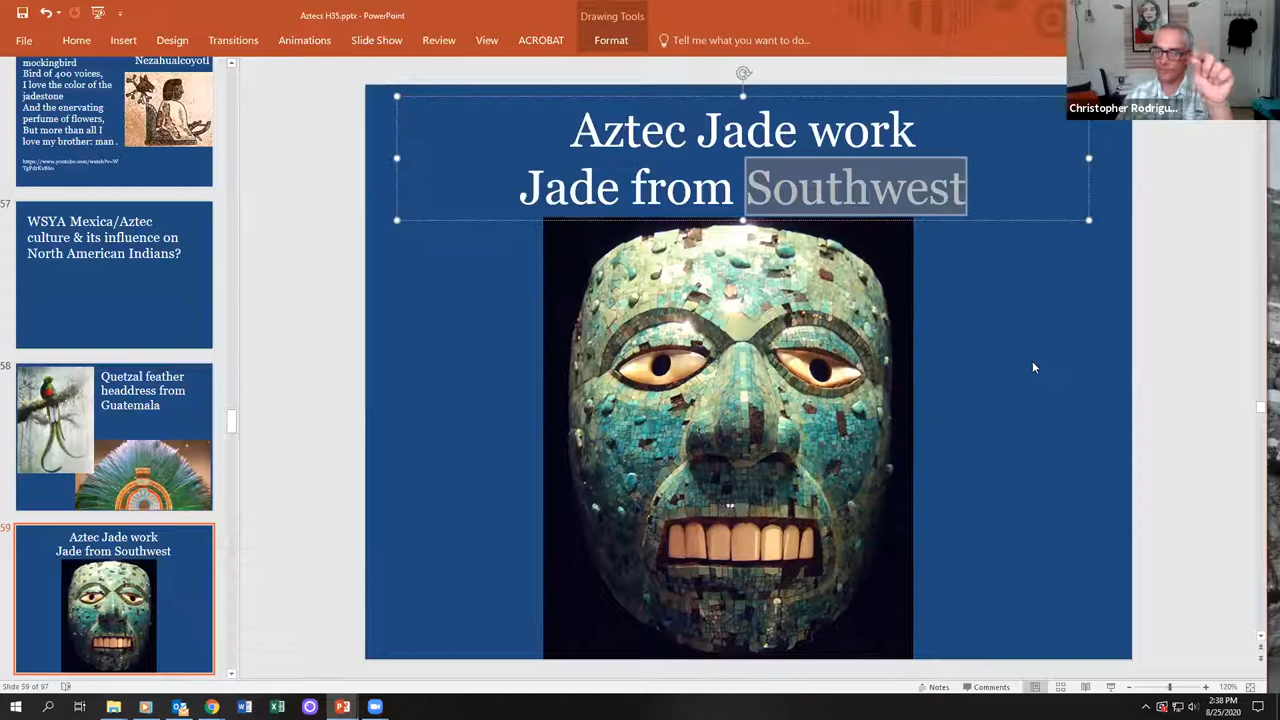 Aztecs H35.pptx - PowerPoint
Drawing Tools
File Home Insert Design Transitions Animations Slide Show Review View ACROBAT Format Tell me what you want to do...
Christopher Rodrigu...
mockingbird
Bird of 400 voices,
I love the color of the
jadestone
And the enervating
perfume of flowers,
But more than all I
love my brother: man .
Nezahualcoyotl
57
WSYA Mexica/Aztec
culture & its influence on
North American Indians?
58
Quetzal feather
headdress from
Guatemala
59
Aztec Jade work
Jade from Southwest
Aztec Jade work
Jade from Southwest
Slide 59 of 97
Notes
Comments
120%
2:38 PM
8/25/2020